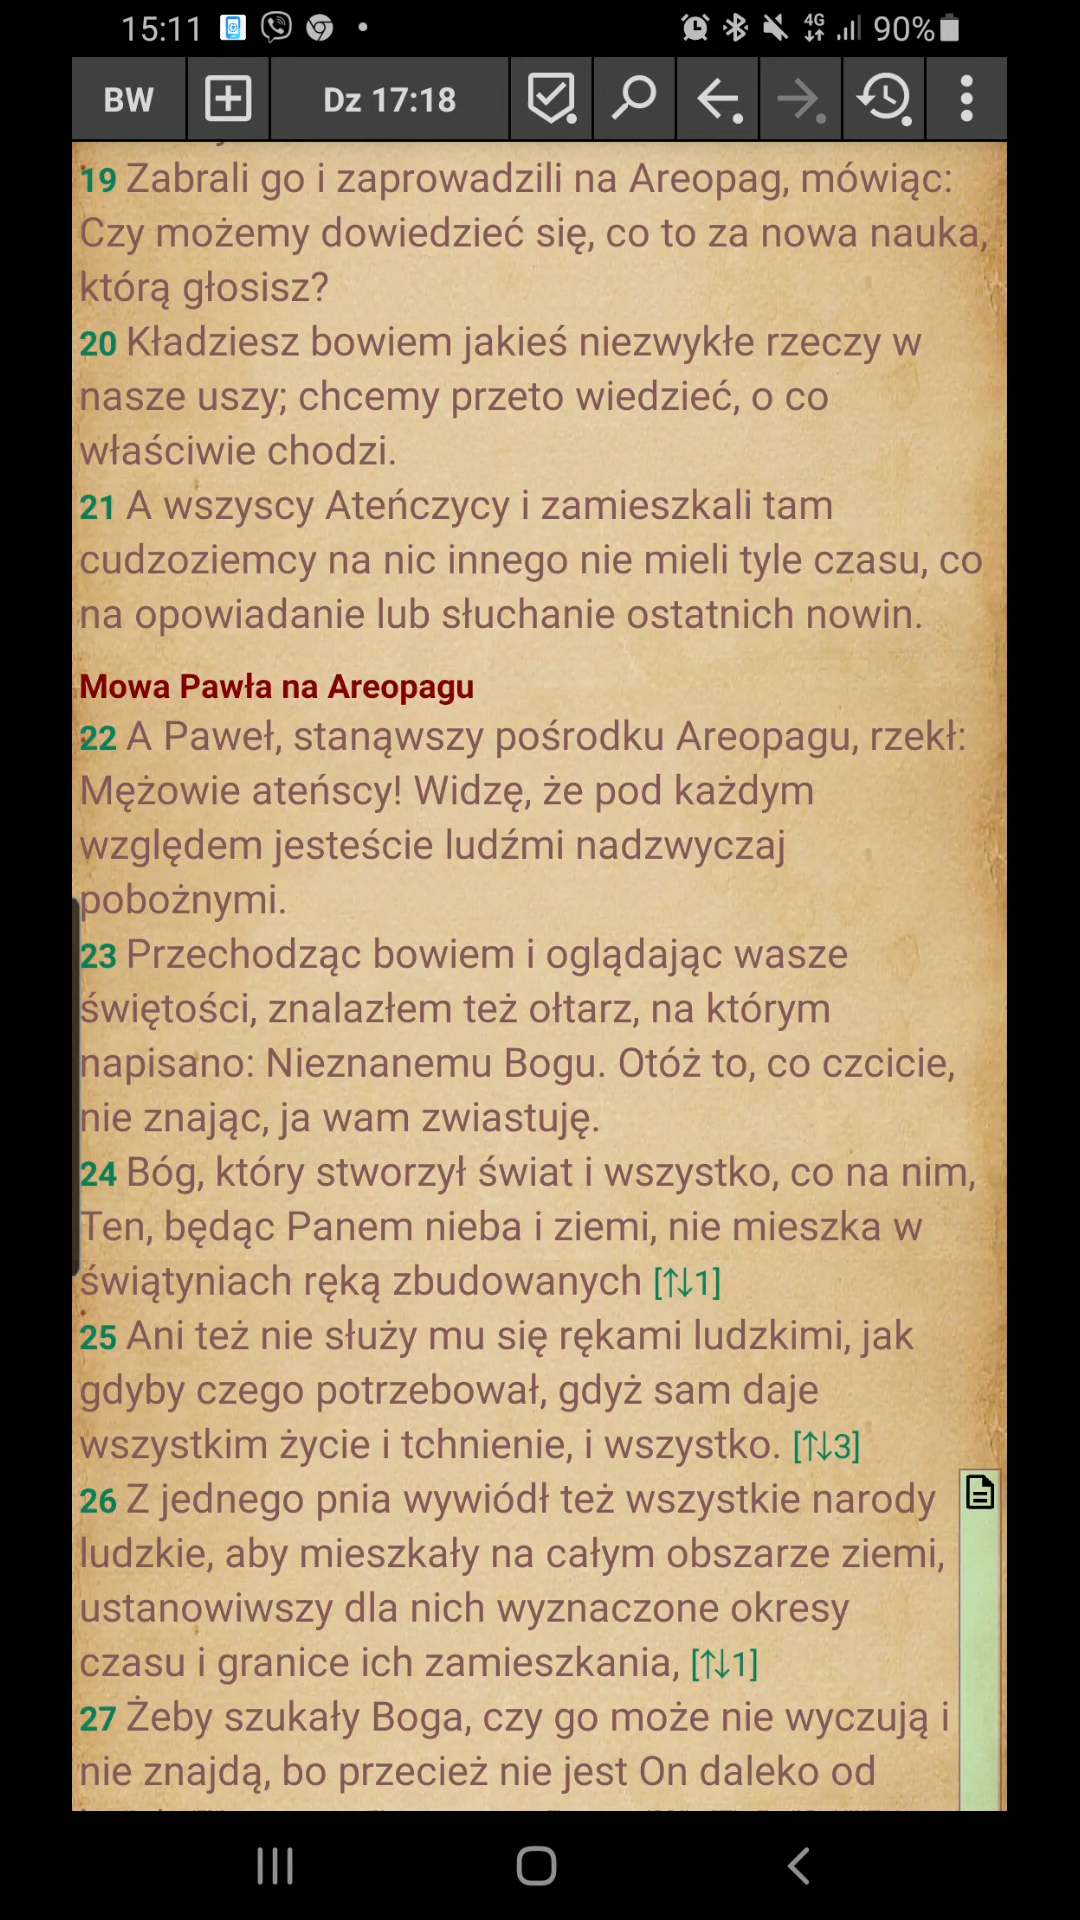 15:11
4G
90%
BW
Dz 17:18
19 Zabrali go i zaprowadzili na Areopag, mówiąc:
Czy możemy dowiedzieć się, co to za nowa nauka,
którą głosisz?
20 Kładziesz bowiem jakieś niezwykłe rzeczy w
nasze uszy; chcemy przeto wiedzieć, o co
właściwie chodzi.
21 A wszyscy Ateńczycy i zamieszkali tam
cudzoziemcy na nic innego nie mieli tyle czasu, co
na opowiadanie lub słuchanie ostatnich nowin.
Mowa Pawła na Areopagu
22 A Paweł, stanąwszy pośrodku Areopagu, rzekł:
Mężowie ateńscy! Widzę, że pod każdym
względem jesteście ludźmi nadzwyczaj
pobożnymi.
23 Przechodząc bowiem i oglądając wasze
świętości, znalazłem też ołtarz, na którym
napisano: Nieznanemu Bogu. Otóż to, co czcicie,
nie znając, ja wam zwiastuję.
24 Bóg, który stworzył świat i wszystko, co na nim,
Ten, będąc Panem nieba i ziemi, nie mieszka w
świątyniach ręką zbudowanych [↑↓1]
25 Ani też nie służy mu się rękami ludzkimi, jak
gdyby czego potrzebował, gdyż sam daje
wszystkim życie i tchnienie, i wszystko. [↑↓3]
26 Z jednego pnia wywiódł też wszystkie narody
ludzkie, aby mieszkały na całym obszarze ziemi,
ustanowiwszy dla nich wyznaczone okresy
czasu i granice ich zamieszkania, [↑↓1]
27 Żeby szukały Boga, czy go może nie wyczują i
nie znajdą, bo przecież nie jest On daleko od